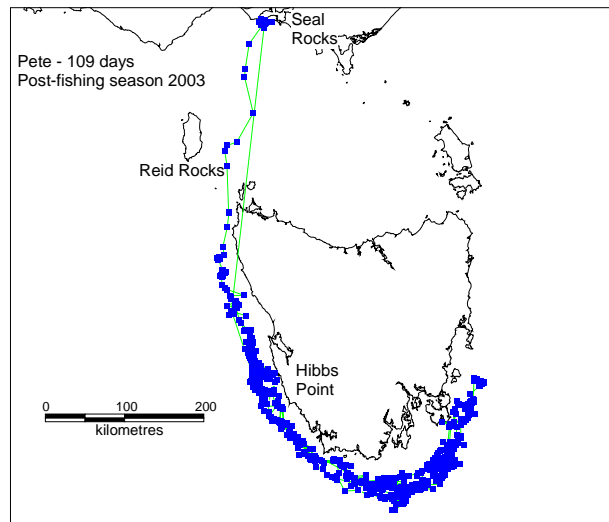 Seal
Rocks
Pete - 109 days
Post-fishing season 2003
Reid Rocks
Hibbs
Point
0 100 200
kilometres